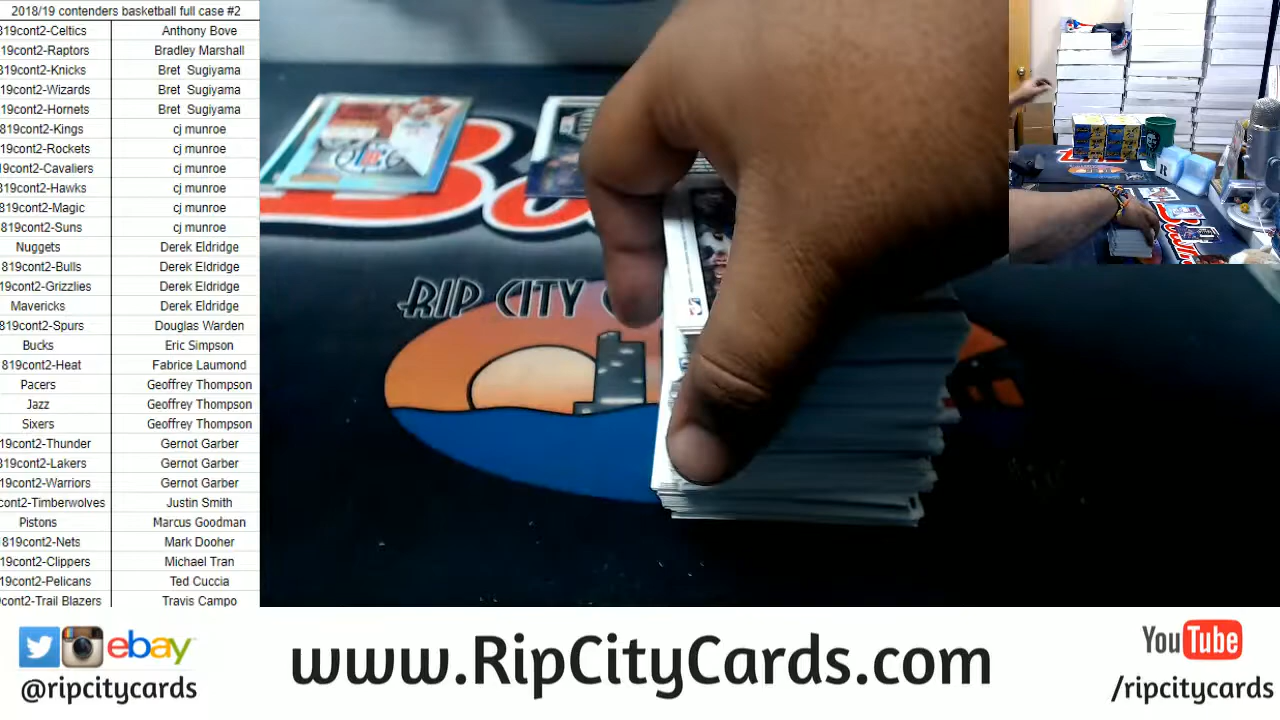 2018/19 contenders basketball full case #2
819cont2-Celtics Anthony Bove
19cont2-Raptors Bradley Marshall
19cont2-Knicks Bret Sugiyama
19cont2-Wizards Bret Sugiyama
19cont2-Hornets Bret Sugiyama
819cont2-Kings cj munroe
19cont2-Rockets cj munroe
cont2-Cavaliers cj munroe
19cont2-Hawks cj munroe
819cont2-Magic cj munroe
819cont2-Suns cj munroe
Nuggets Derek Eldridge
819cont2-Bulls Derek Eldridge
19cont2-Grizzlies Derek Eldridge
Mavericks Derek Eldridge
819cont2-Spurs Douglas Warden
Bucks Eric Simpson
819cont2-Heat Fabrice Laumond
Pacers Geoffrey Thompson
Jazz Geoffrey Thompson
Sixers Geoffrey Thompson
19cont2-Thunder Gernot Garber
819cont2-Lakers Gernot Garber
19cont2-Warriors Gernot Garber
cont2-Timberwolves Justin Smith
Pistons Marcus Goodman
819cont2-Nets Mark Dooher
19cont2-Clippers Michael Tran
19cont2-Pelicans Ted Cuccia
cont2-Trail Blazers Travis Campo
RIP CITY
ebay
@ripcitycards
www.RipCityCards.com
YouTube
/ripcitycards